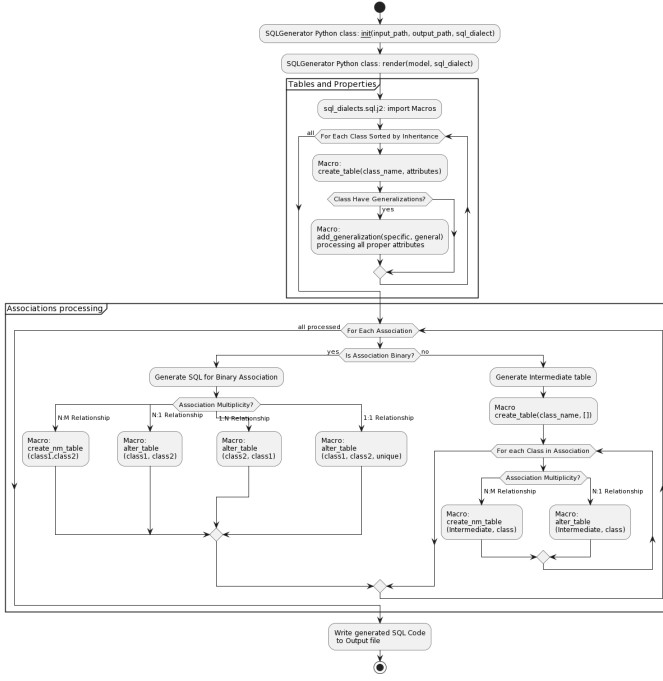 SQLGenerator Python class: init(input_path, output_path, sql_dialect)
SQLGenerator Python class: render(model, sql_dialect)
Tables and Properties
sql_dialects.sql.j2: import Macros
all
For Each Class Sorted by Inheritance
Macro:
create_table(class_name, attributes)
Class Have Generalizations?
yes
Macro:
add_generalization(specific, general)
processing all proper attributes
Associations processing
all processed
For Each Association
yes
Is Association Binary?
no
Generate SQL for Binary Association
Generate Intermediate table
Association Multiplicity?
N:M Relationship
N:1 Relationship
1:N Relationship
1:1 Relationship
Macro:
create_nm_table
(class1,class2)
Macro:
alter_table
(class1, class2)
Macro:
alter_table
(class2, class1)
Macro:
alter_table
(class1, class2, unique)
Macro
create_table(class_name, [])
For each Class in Association
Association Multiplicity?
N:M Relationship
N:1 Relationship
Macro:
create_nm_table
(Intermediate, class)
Macro:
alter_table
(Intermediate, class)
Write generated SQL Code
to Output file